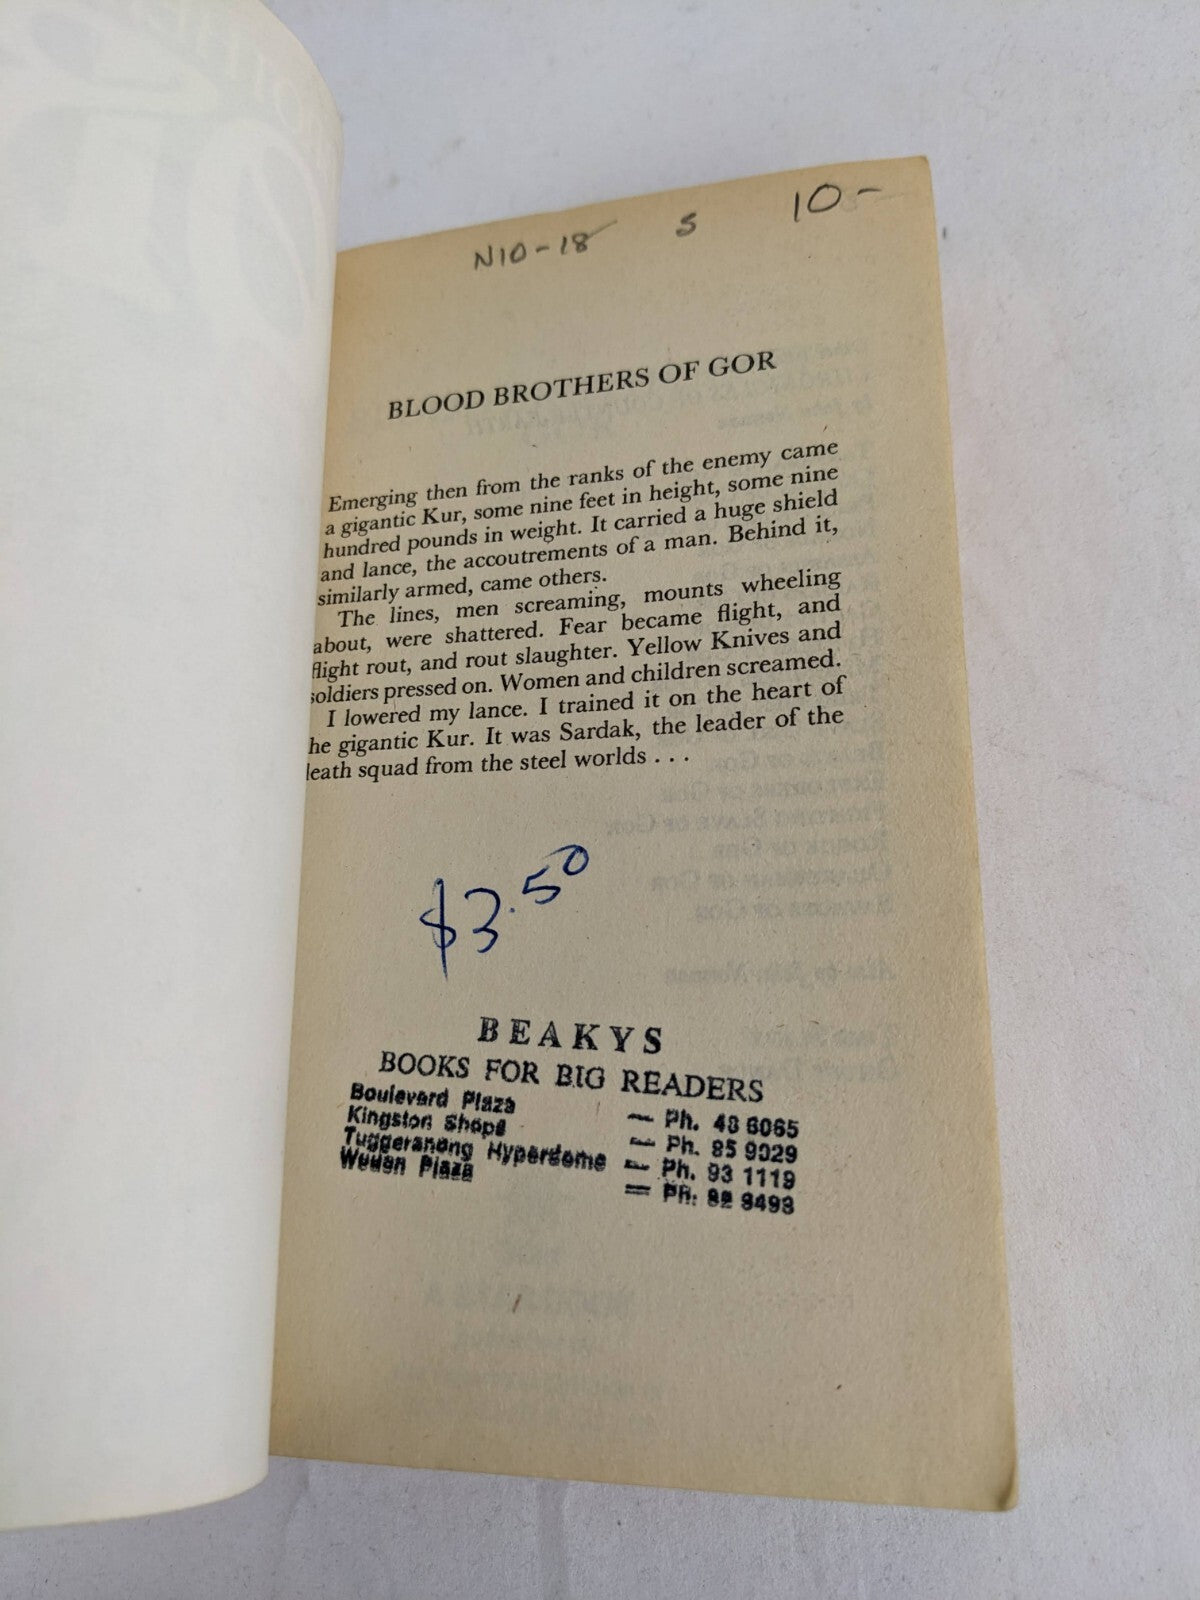 N10-18 S 10-
BLOOD BROTHERS OF GOR
Emerging then from the ranks of the enemy came
a gigantic Kur, some nine feet in height, some nine
hundred pounds in weight. It carried a huge shield
and lance, the accoutrements of a man. Behind it,
similarly armed, came others.
The lines, men screaming, mounts wheeling
about, were shattered. Fear became flight, and
flight rout, and rout slaughter. Yellow Knives and
soldiers pressed on. Women and children screamed.
I lowered my lance. I trained it on the heart of
he gigantic Kur. It was Sardak, the leader of the
eath squad from the steel worlds . . .
$3.50
BEAKYS
BOOKS FOR BIG READERS
Boulevard Plaza — Ph.
Kingston Shops — Ph. 85 9029
Tuggeranong Hyperdome — Ph. 93 1119
Plaza — Ph: